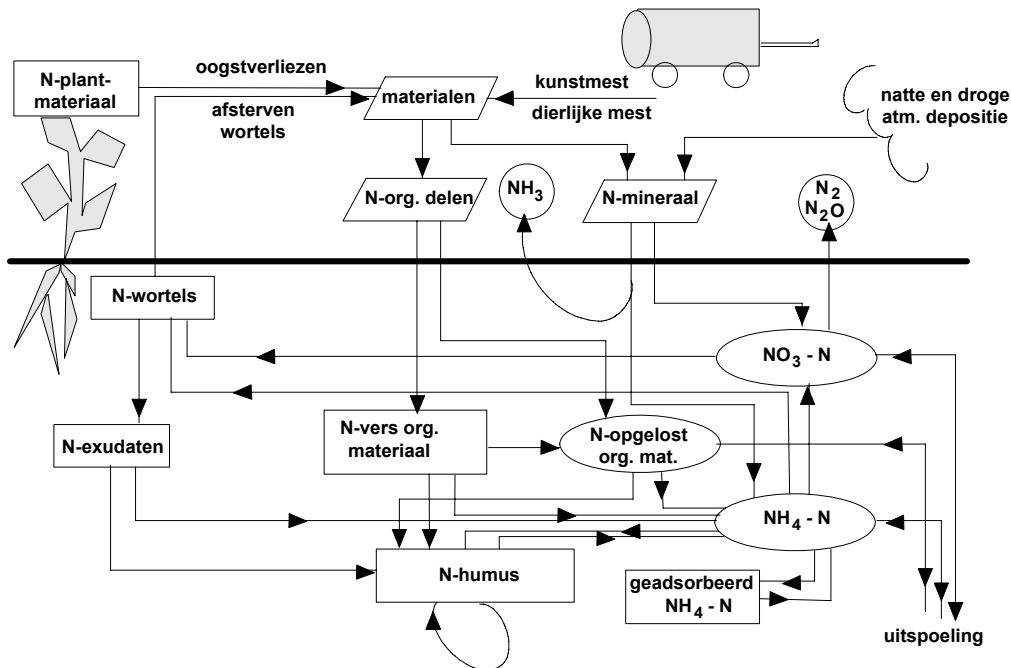 N-plant-
materiaal
oogstverliezen
afsterven
wortels
materialen
kunstmest
dierlijke mest
natte en droge
atm. depositie
N-org. delen
NH3
N-mineraal
N2
N2O
N-wortels
NO3 - N
N-exudaten
N-vers org.
materiaal
N-opgelost
org. mat.
NH4 - N
N-humus
geadsorbeerd
NH4 - N
uitspoeling